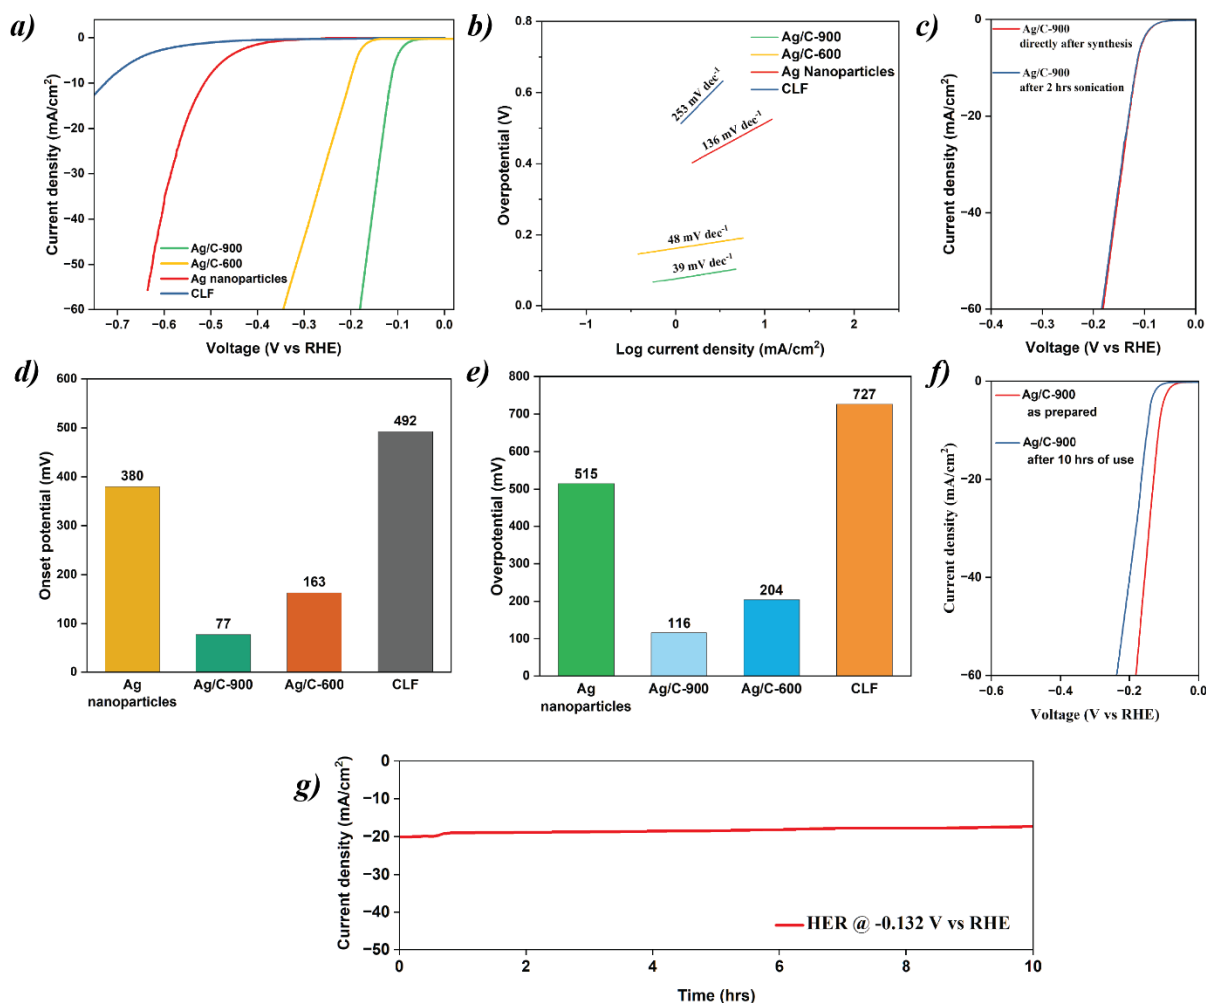 a)
0
−10
−20
−30
−40
−50
−60
Current density (mA/cm²)
Ag/C-900
Ag/C-600
Ag nanoparticles
CLF
−0.7 −0.6 −0.5 −0.4 −0.3 −0.2 −0.1 0.0
Voltage (V vs RHE)
b)
0.8
0.6
0.4
0.2
0.0
Overpotential (V)
Ag/C-900
Ag/C-600
Ag Nanoparticles
CLF
253 mV dec⁻¹
136 mV dec⁻¹
48 mV dec⁻¹
39 mV dec⁻¹
−1 0 1 2
Log current density (mA/cm²)
c)
0
−20
−40
−60
Current density (mA/cm²)
Ag/C-900
directly after synthesis
Ag/C-900
after 2 hrs sonication
−0.4 −0.3 −0.2 −0.1 0.0
Voltage (V vs RHE)
d)
600
500
400
300
200
100
0
Onset potential (mV)
380
77
163
492
Ag
nanoparticles
Ag/C-900
Ag/C-600
CLF
e)
800
700
600
500
400
300
200
100
0
Overpotential (mV)
515
116
204
727
Ag
nanoparticles
Ag/C-900
Ag/C-600
CLF
f)
0
−20
−40
−60
Current density (mA/cm²)
Ag/C-900
as prepared
Ag/C-900
after 10 hrs of use
−0.6 −0.4 −0.2 0.0
Voltage (V vs RHE)
g)
0
−10
−20
−30
−40
−50
Current density (mA/cm²)
HER @ -0.132 V vs RHE
0 2 4 6 8 10
Time (hrs)